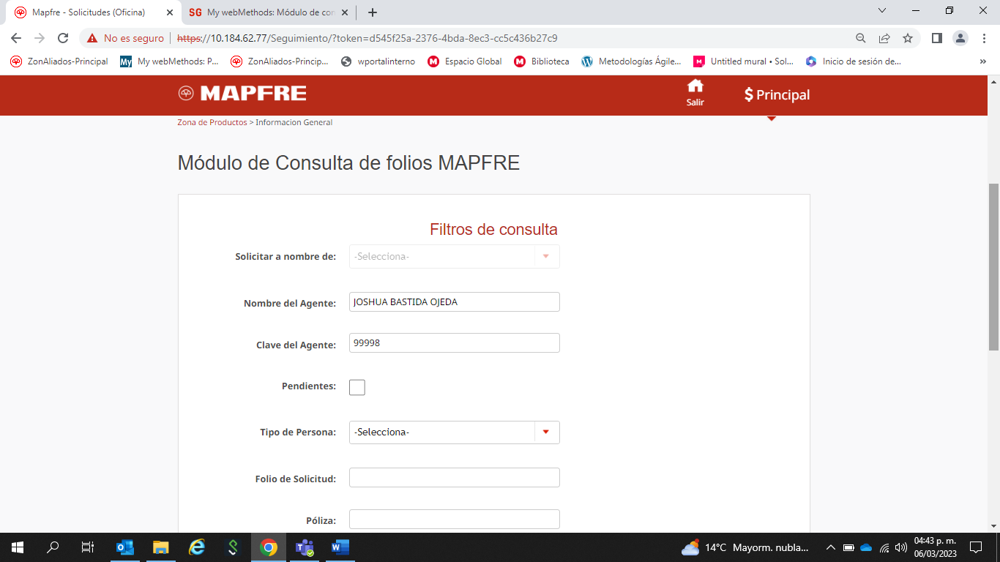 Mapfre - Solicitudes (Oficina)
SG My webMethods: Módulo de con
No es seguro
https://10.184.62.77/Seguimiento/?token=d545f25a-2376-4bda-8ec3-cc5c436b27c9
ZonAliados-Principal
My My webMethods: P...
ZonAliados-Princip...
wportalinterno
M Espacio Global
M Biblioteca
Metodologías Ágile...
Untitled mural • Sol...
Inicio de sesión de...
MAPFRE
Salir
$ Principal
Zona de Productos > Informacion General
Módulo de Consulta de folios MAPFRE
Filtros de consulta
Solicitar a nombre de: -Selecciona-
Nombre del Agente: JOSHUA BASTIDA OJEDA
Clave del Agente: 99998
Pendientes:
Tipo de Persona: -Selecciona-
Folio de Solicitud:
Póliza:
14°C Mayorm. nubla...
04:43 p. m.
06/03/2023